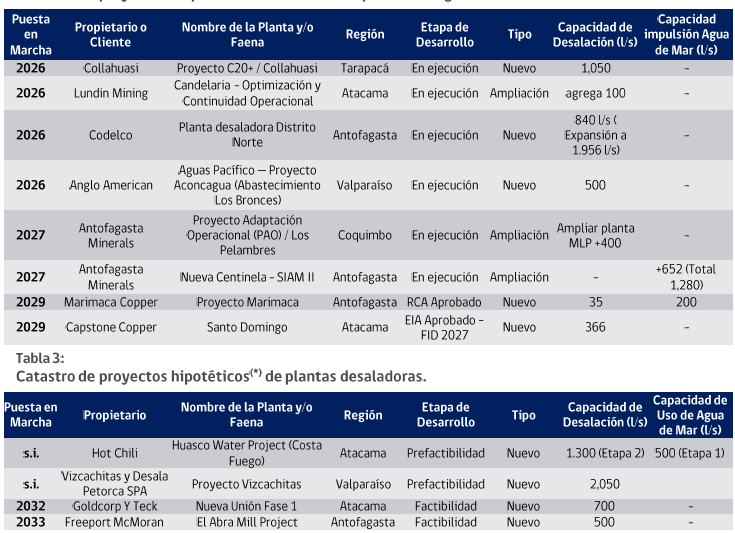 Puesta en Marcha | Propietario o Cliente | Nombre de la Planta y/o Faena | Región | Etapa de Desarrollo | Tipo | Capacidad de Desalación (l/s) | Capacidad impulsión Agua de Mar (l/s)
2026 | Collahuasi | Proyecto C20+ / Collahuasi | Tarapacá | En ejecución | Nuevo | 1,050 | -
2026 | Lundin Mining | Candelaria - Optimización y Continuidad Operacional | Atacama | En ejecución | Ampliación | agrega 100 | -
2026 | Codelco | Planta desaladora Distrito Norte | Antofagasta | En ejecución | Nuevo | 840 l/s ( Expansión a 1.956 l/s) | -
2026 | Anglo American | Aguas Pacífico — Proyecto Aconcagua (Abastecimiento Los Bronces) | Valparaíso | En ejecución | Nuevo | 500 | -
2027 | Antofagasta Minerals | Proyecto Adaptación Operacional (PAO) / Los Pelambres | Coquimbo | En ejecución | Ampliación | Ampliar planta MLP +400 | -
2027 | Antofagasta Minerals | Nueva Centinela - SIAM II | Antofagasta | En ejecución | Ampliación | - | +652 (Total 1,280)
2029 | Marimaca Copper | Proyecto Marimaca | Antofagasta | RCA Aprobado | Nuevo | 35 | 200
2029 | Capstone Copper | Santo Domingo | Atacama | EIA Aprobado - FID 2027 | Nuevo | 366 | -
Tabla 3:
Catastro de proyectos hipotéticos(*) de plantas desaladoras.
Puesta en Marcha | Propietario | Nombre de la Planta y/o Faena | Región | Etapa de Desarrollo | Tipo | Capacidad de Desalación (l/s) | Capacidad de Uso de Agua de Mar (l/s)
s.i. | Hot Chili | Huasco Water Project (Costa Fuego) | Atacama | Prefactibilidad | Nuevo | 1.300 (Etapa 2) | 500 (Etapa 1)
s.i. | Vizcachitas y Desala Petorca SPA | Proyecto Vizcachitas | Valparaíso | Prefactibilidad | Nuevo | 2,050
2032 | Goldcorp Y Teck | Nueva Unión Fase 1 | Atacama | Factibilidad | Nuevo | 700 | -
2033 | Freeport McMoran | El Abra Mill Project | Antofagasta | Factibilidad | Nuevo | 500 | -